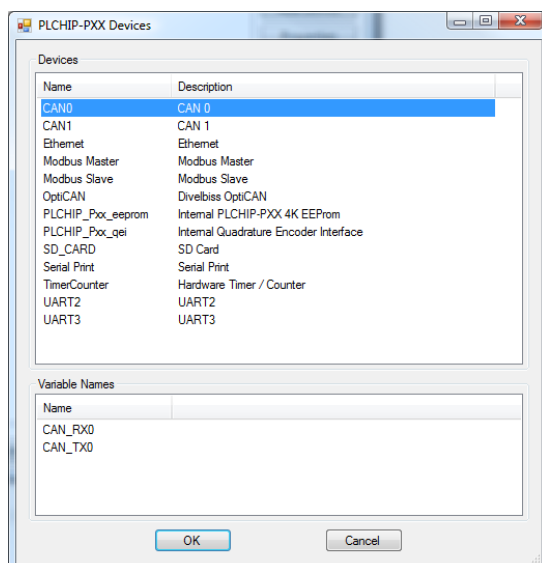 PLCHIP-PXX Devices
Devices
Name Description
CAN0 CAN 0
CAN1 CAN 1
Ethernet Ethernet
Modbus Master Modbus Master
Modbus Slave Modbus Slave
OptiCAN Divelbiss OptiCAN
PLCHIP_Pxx_eeprom Internal PLCHIP-PXX 4K EEProm
PLCHIP_Pxx_qei Internal Quadrature Encoder Interface
SD_CARD SD Card
Serial Print Serial Print
TimerCounter Hardware Timer / Counter
UART2 UART2
UART3 UART3
Variable Names
Name
CAN_RX0
CAN_TX0
OK Cancel